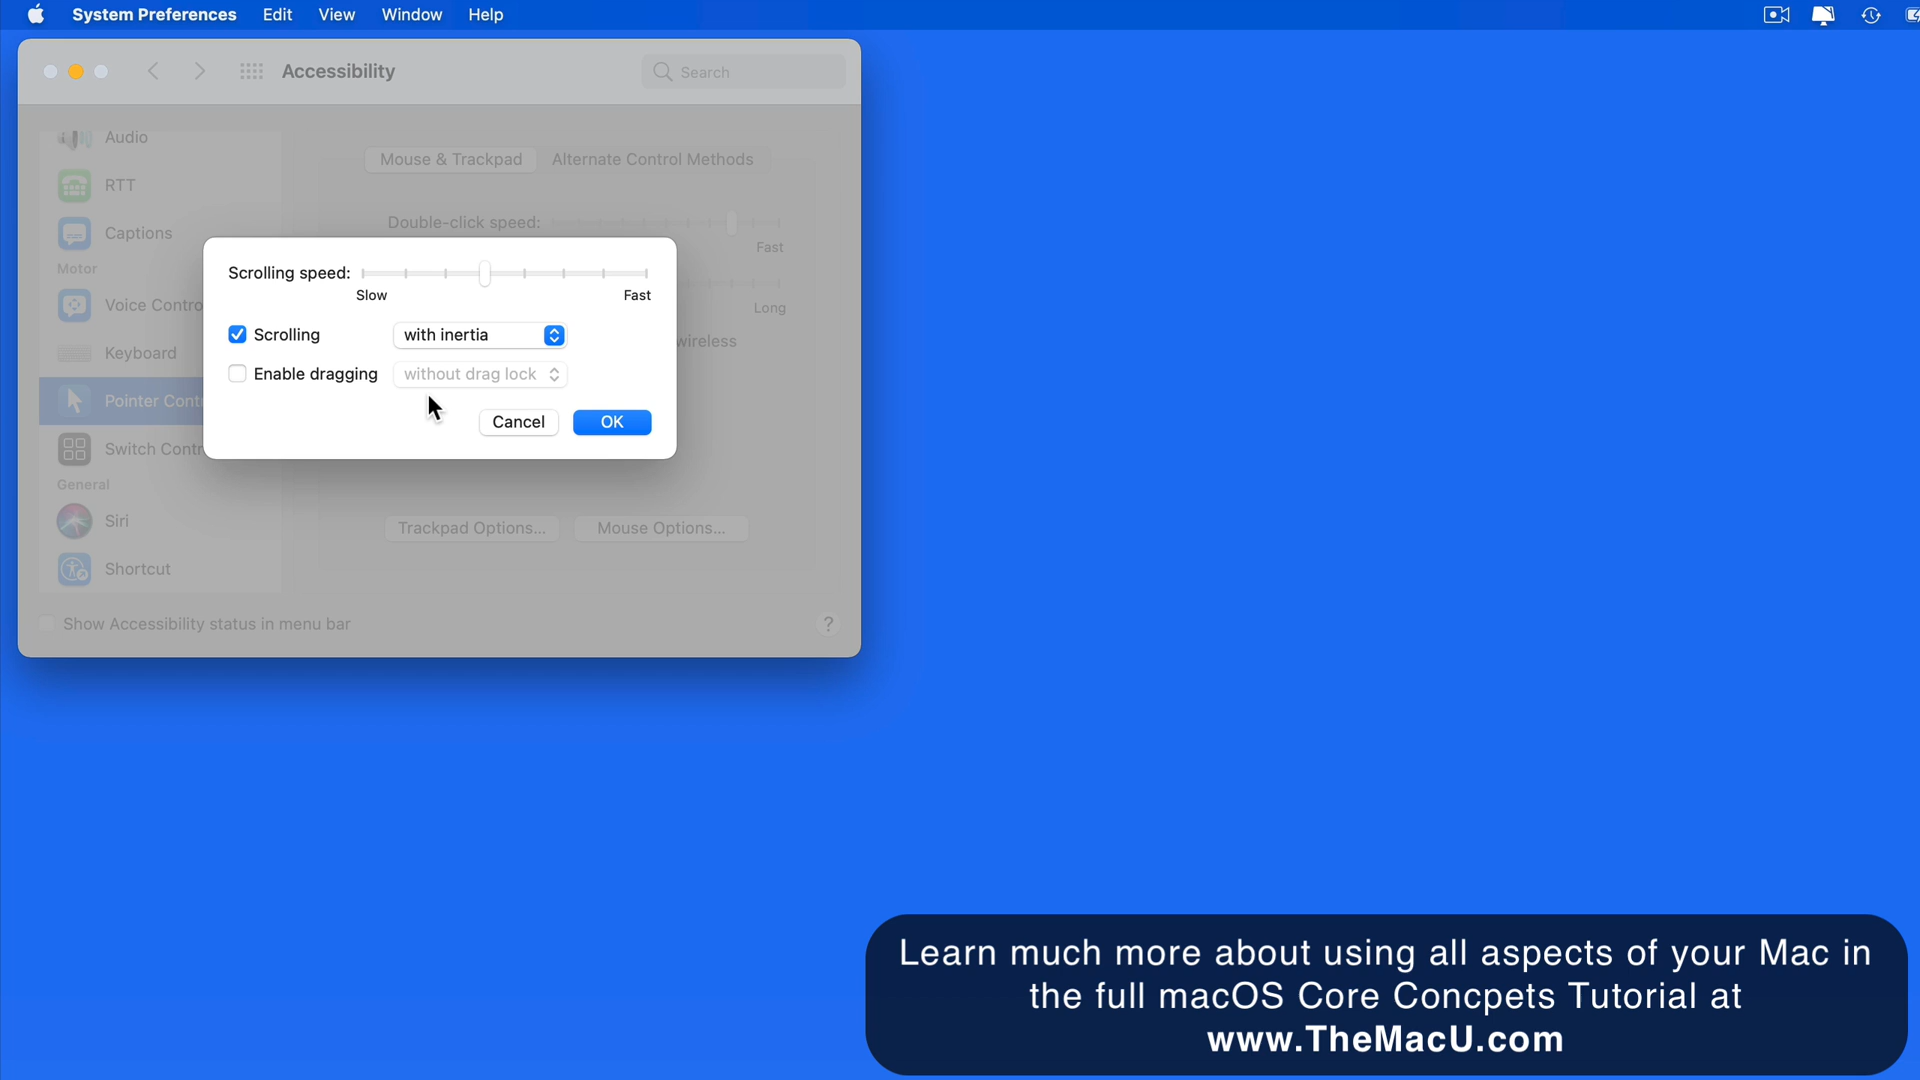 System Preferences Edit View Window Help
Accessibility Search
Audio
RTT
Captions
Motor
Voice Contro
Keyboard
Pointer Cont
Switch Contr
General
Siri
Shortcut
Mouse & Trackpad Alternate Control Methods
Double-click speed:
Fast
Long
wireless
Trackpad Options... Mouse Options...
Scrolling speed:
Slow Fast
Scrolling with inertia
Enable dragging without drag lock
Cancel OK
Show Accessibility status in menu bar ?
Learn much more about using all aspects of your Mac in
the full macOS Core Concpets Tutorial at
www.TheMacU.com